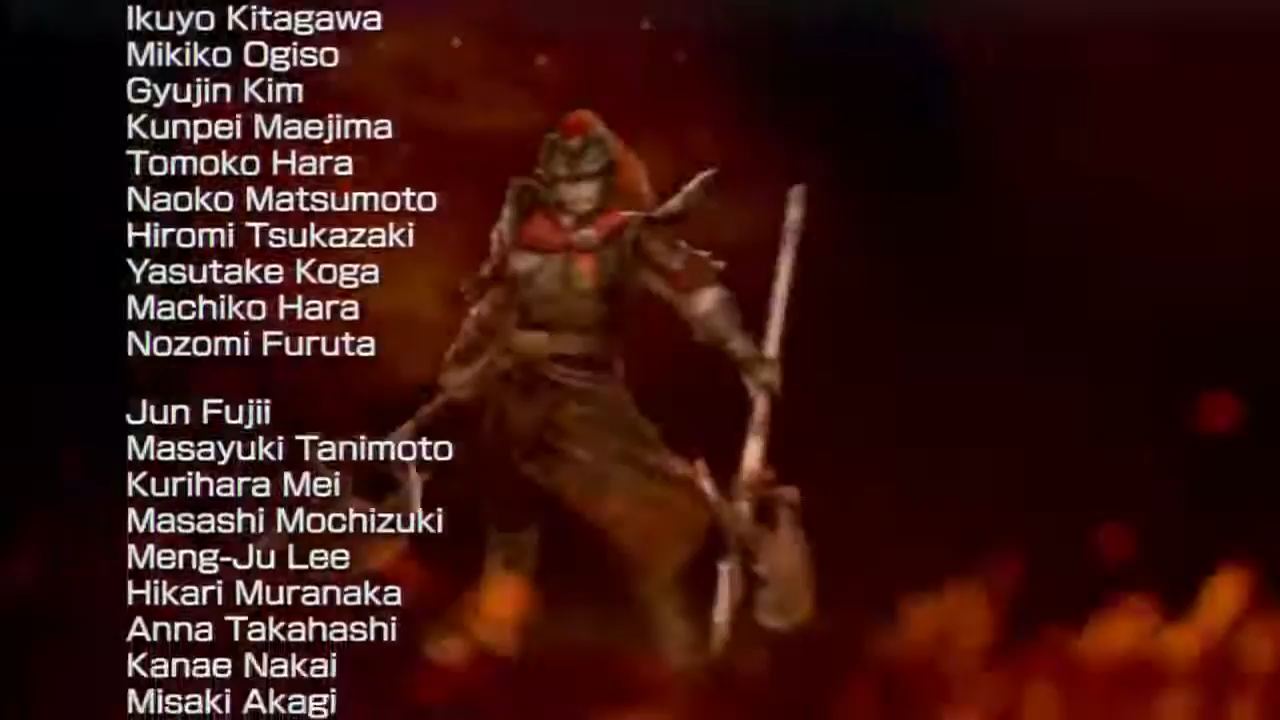 Ikuyo Kitagawa
Mikiko Ogiso
Gyujin Kim
Kunpei Maejima
Tomoko Hara
Naoko Matsumoto
Hiromi Tsukazaki
Yasutake Koga
Machiko Hara
Nozomi Furuta
Jun Fujii
Masayuki Tanimoto
Kurihara Mei
Masashi Mochizuki
Meng-Ju Lee
Hikari Muranaka
Anna Takahashi
Kanae Nakai
Misaki Akagi